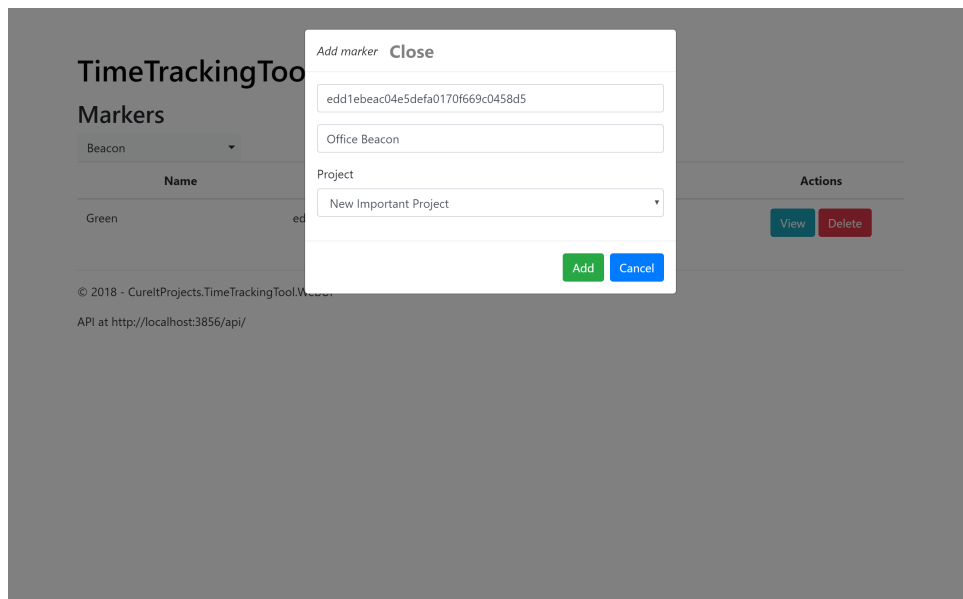 Add marker Close
TimeTrackingToo
Markers
edd1ebeac04e5defa0170f669c0458d5
Office Beacon
Beacon
Project
New Important Project
Name
Actions
Green
ed
View Delete
Add Cancel
© 2018 - CureItProjects.TimeTrackingTool.WebUI
API at http://localhost:3856/api/